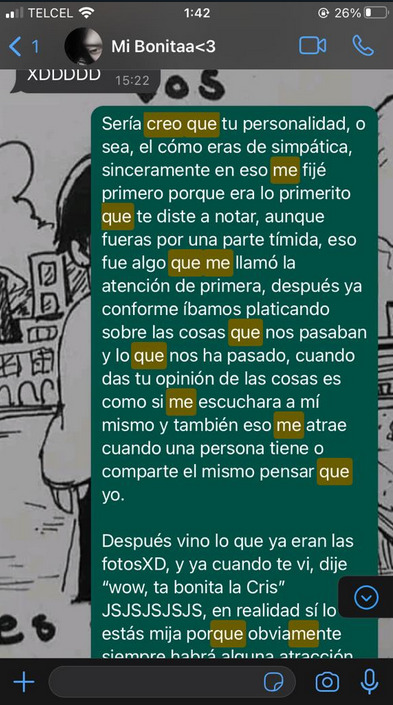 TELCEL 1:42 26%
1 Mi Bonitaa<3
XDDDDD 15:22
vos
Sería creo que tu personalidad, o
sea, el cómo eras de simpática,
sinceramente en eso me fijé
primero porque era lo primerito
que te diste a notar, aunque
fueras por una parte tímida, eso
fue algo que me llamó la
atención de primera, después ya
conforme íbamos platicando
sobre las cosas que nos pasaban
y lo que nos ha pasado, cuando
das tu opinión de las cosas es
como si me escuchara a mí
mismo y también eso me atrae
cuando una persona tiene o
comparte el mismo pensar que
yo.
Después vino lo que ya eran las
fotosXD, y ya cuando te vi, dije
“wow, ta bonita la Cris”
JSJSJSJSJS, en realidad sí lo
estás mija porque obviamente
siempre habrá alguna atracción
es